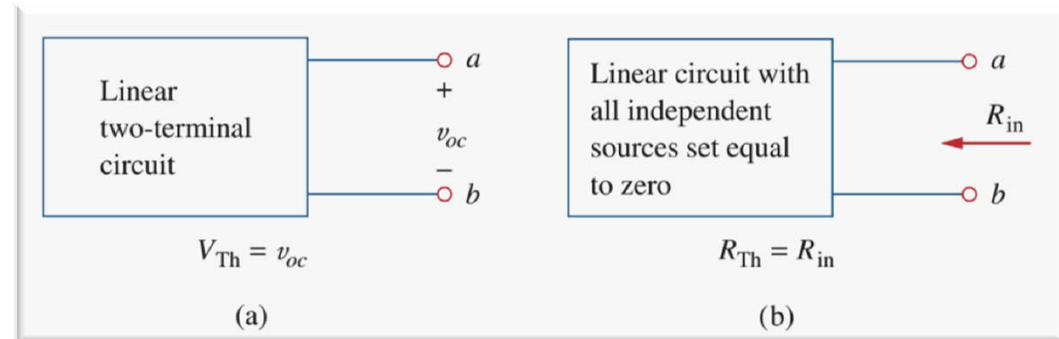 Linear
two-terminal
circuit
a
+
v_oc
−
b
V_Th = v_oc
(a)
Linear circuit with
all independent
sources set equal
to zero
a
R_in
b
R_Th = R_in
(b)